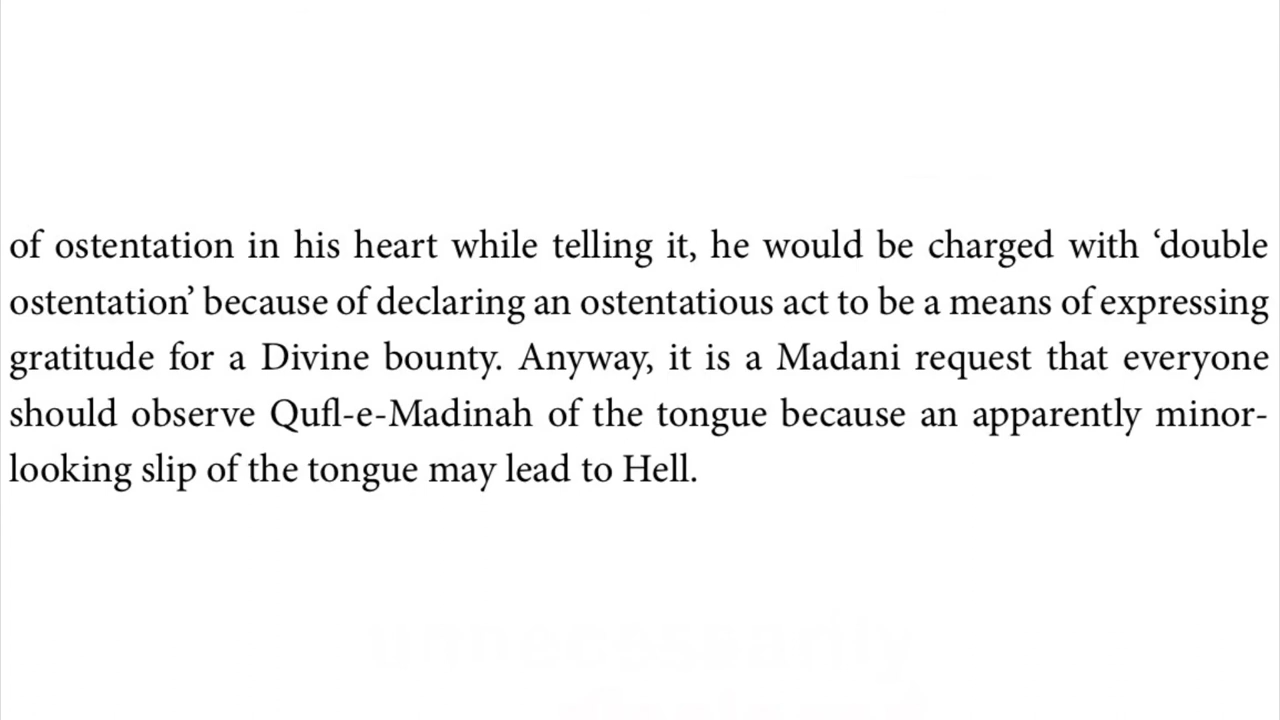 of ostentation in his heart while telling it, he would be charged with ‘double
ostentation’ because of declaring an ostentatious act to be a means of expressing
gratitude for a Divine bounty. Anyway, it is a Madani request that everyone
should observe Qufl-e-Madinah of the tongue because an apparently minor-
looking slip of the tongue may lead to Hell.
unnecessarily